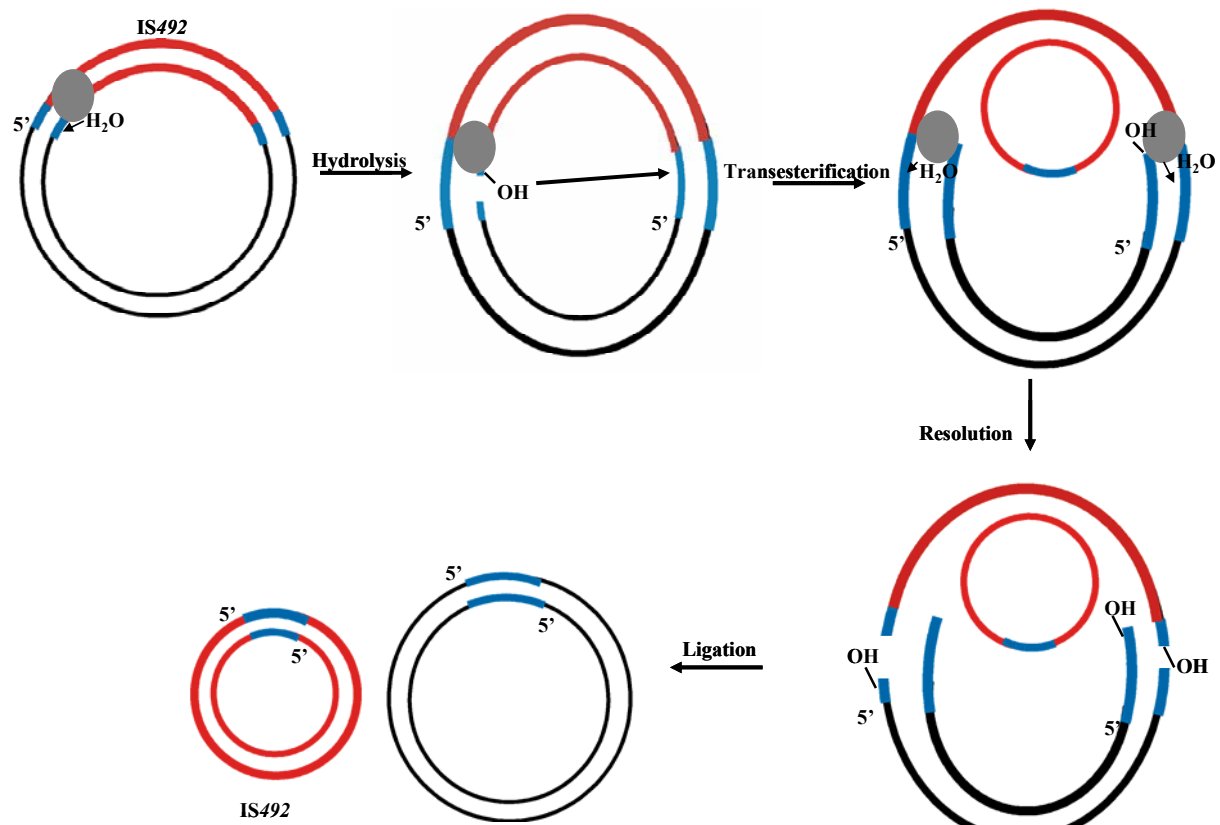 IS492
5’
H₂O
Hydrolysis
OH
5’
5’
Transesterification
OH
H₂O
H₂O
5’
5’
Resolution
OH
OH
OH
5’
5’
Ligation
5’
5’
5’
5’
IS492